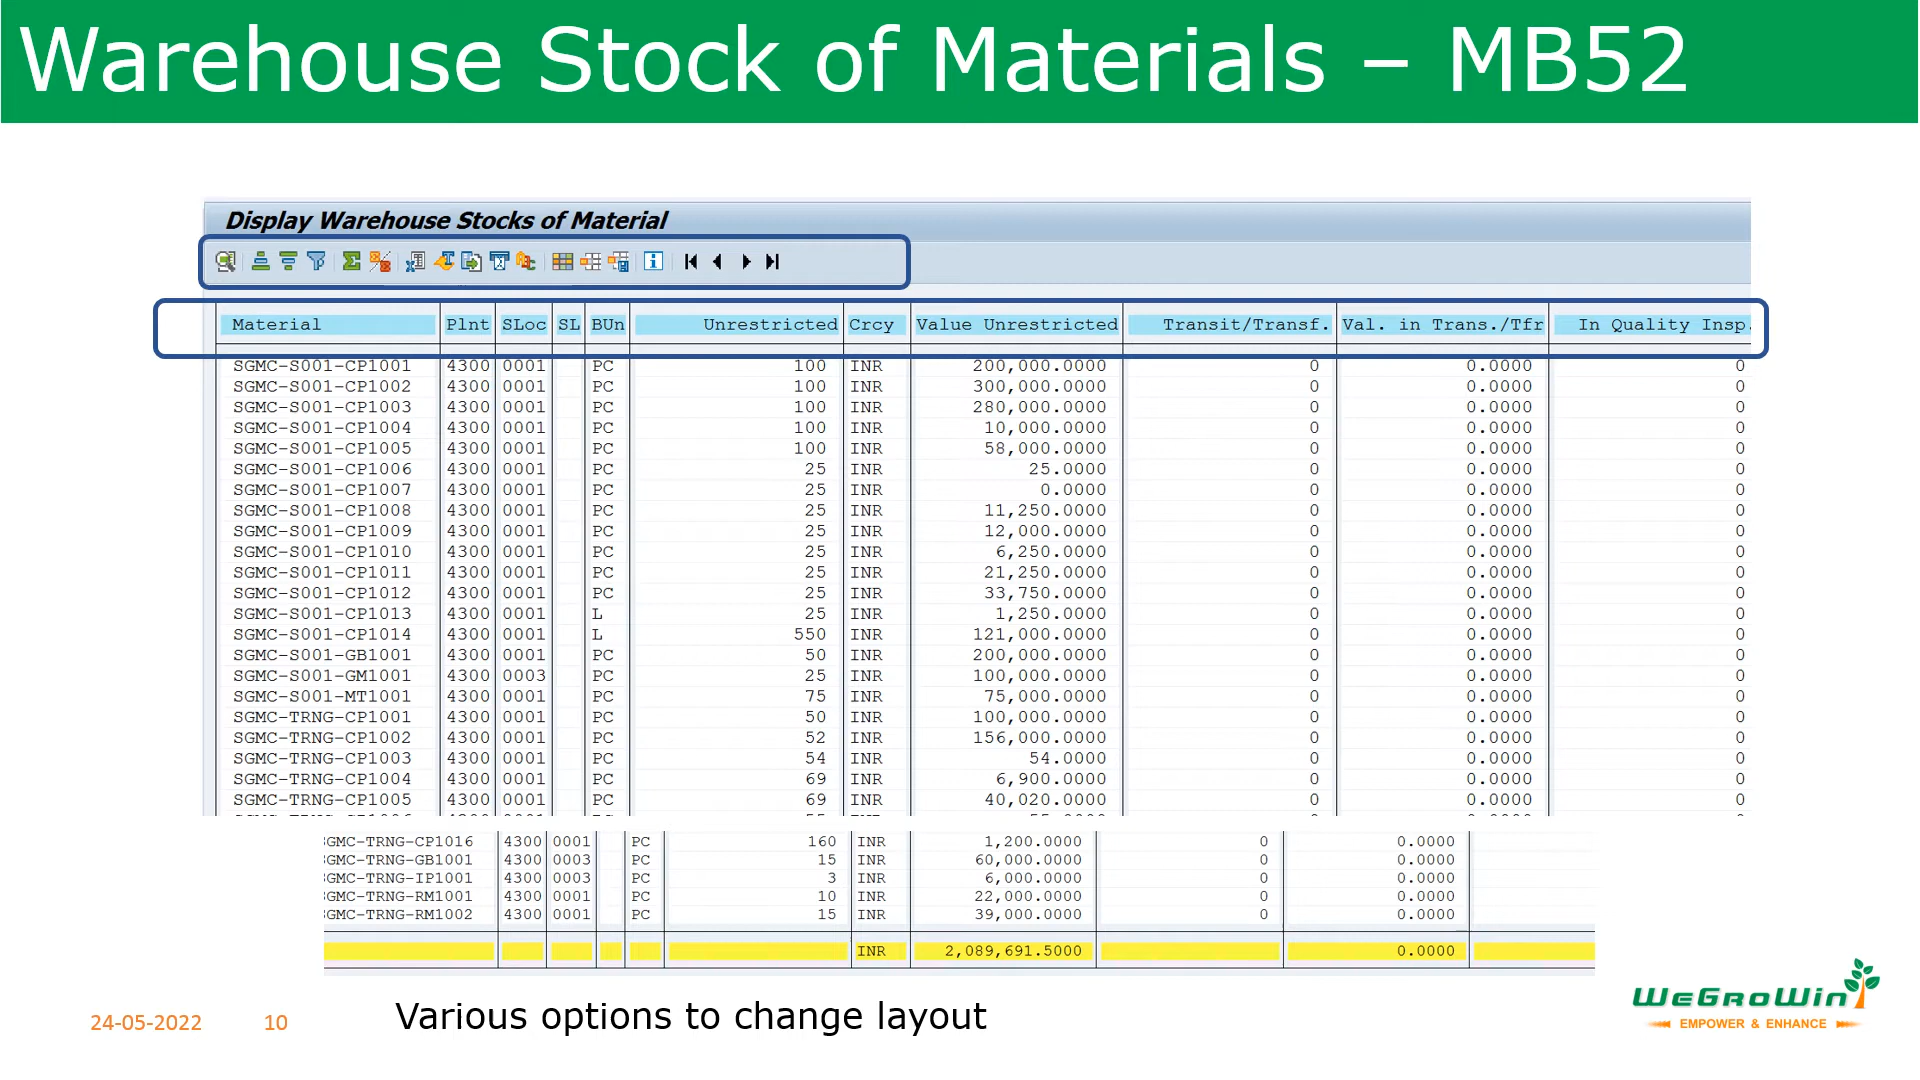 Warehouse Stock of Materials – MB52
Display Warehouse Stocks of Material
Material Plnt SLoc SL BUn Unrestricted Crcy Value Unrestricted Transit/Transf. Val. in Trans./Tfr In Quality Insp.
SGMC-S001-CP1001 4300 0001 PC 100 INR 200,000.0000 0 0.0000 0
SGMC-S001-CP1002 4300 0001 PC 100 INR 300,000.0000 0 0.0000 0
SGMC-S001-CP1003 4300 0001 PC 100 INR 280,000.0000 0 0.0000 0
SGMC-S001-CP1004 4300 0001 PC 100 INR 10,000.0000 0 0.0000 0
SGMC-S001-CP1005 4300 0001 PC 100 INR 58,000.0000 0 0.0000 0
SGMC-S001-CP1006 4300 0001 PC 25 INR 25.0000 0 0.0000 0
SGMC-S001-CP1007 4300 0001 PC 25 INR 0.0000 0 0.0000 0
SGMC-S001-CP1008 4300 0001 PC 25 INR 11,250.0000 0 0.0000 0
SGMC-S001-CP1009 4300 0001 PC 25 INR 12,000.0000 0 0.0000 0
SGMC-S001-CP1010 4300 0001 PC 25 INR 6,250.0000 0 0.0000 0
SGMC-S001-CP1011 4300 0001 PC 25 INR 21,250.0000 0 0.0000 0
SGMC-S001-CP1012 4300 0001 PC 25 INR 33,750.0000 0 0.0000 0
SGMC-S001-CP1013 4300 0001 L 25 INR 1,250.0000 0 0.0000 0
SGMC-S001-CP1014 4300 0001 L 550 INR 121,000.0000 0 0.0000 0
SGMC-S001-GB1001 4300 0001 PC 50 INR 200,000.0000 0 0.0000 0
SGMC-S001-GM1001 4300 0003 PC 25 INR 100,000.0000 0 0.0000 0
SGMC-S001-MT1001 4300 0001 PC 75 INR 75,000.0000 0 0.0000 0
SGMC-TRNG-CP1001 4300 0001 PC 50 INR 100,000.0000 0 0.0000 0
SGMC-TRNG-CP1002 4300 0001 PC 52 INR 156,000.0000 0 0.0000 0
SGMC-TRNG-CP1003 4300 0001 PC 54 INR 54.0000 0 0.0000 0
SGMC-TRNG-CP1004 4300 0001 PC 69 INR 6,900.0000 0 0.0000 0
SGMC-TRNG-CP1005 4300 0001 PC 69 INR 40,020.0000 0 0.0000 0
GMC-TRNG-CP1016 4300 0001 PC 160 INR 1,200.0000 0 0.0000
GMC-TRNG-GB1001 4300 0003 PC 15 INR 60,000.0000 0 0.0000
GMC-TRNG-IP1001 4300 0003 PC 3 INR 6,000.0000 0 0.0000
GMC-TRNG-RM1001 4300 0001 PC 10 INR 22,000.0000 0 0.0000
GMC-TRNG-RM1002 4300 0001 PC 15 INR 39,000.0000 0 0.0000
INR 2,089,691.5000 0.0000
24-05-2022 10 Various options to change layout
WeGroWin
EMPOWER & ENHANCE